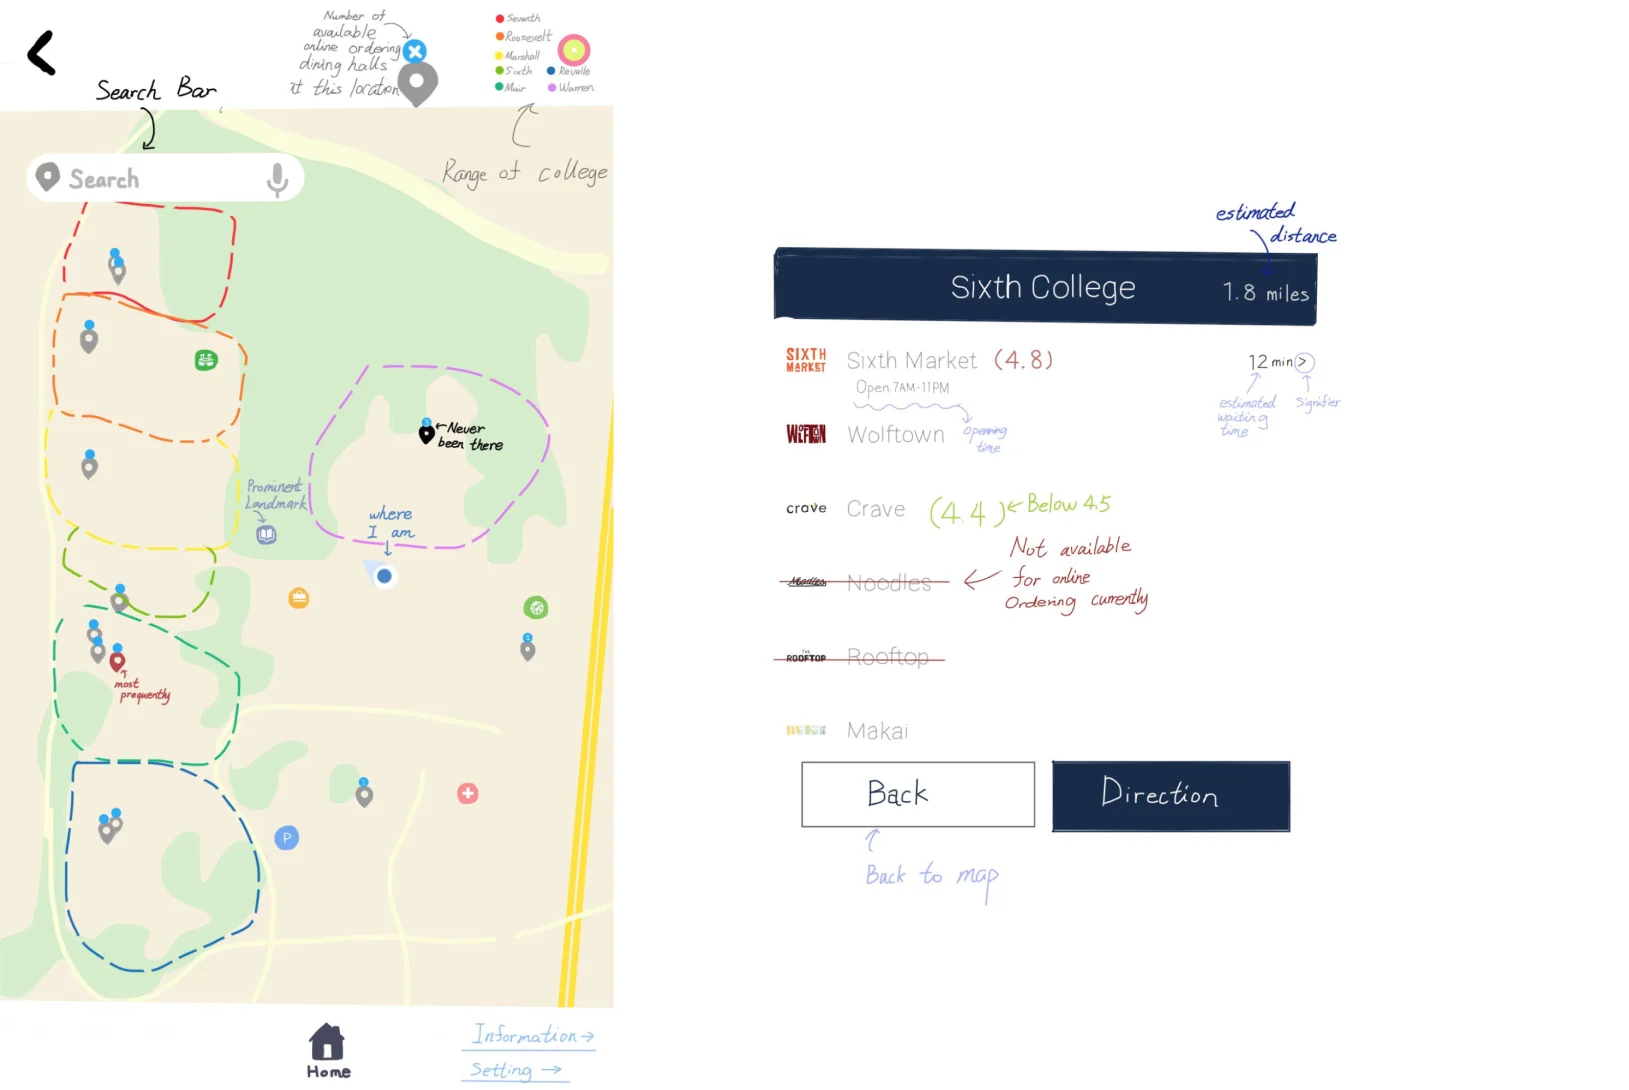 Number of
available
online ordering
dining halls
at this location
Seventh
Roosevelt
Marshall
Sixth
Revelle
Muir
Warren
Search Bar
Range of college
Search
Never
been there
Prominent
Landmark
where
I am
most
prequently
P
Home
Information→
Setting →
estimated
distance
Sixth College
1.8 miles
SIXTH
MARKET
Sixth Market (4.8)
12 min >
Open.7AM-11PM
estimated
waiting
time
Signifier
WOLFTOWN
Wolftown
opening
time
crave
Crave (4.4) ← Below 4.5
Not available
for online
Ordering currently
Noodles
Noodles
THE
ROOFTOP
Rooftop
Makai
Back
Direction
Back to map